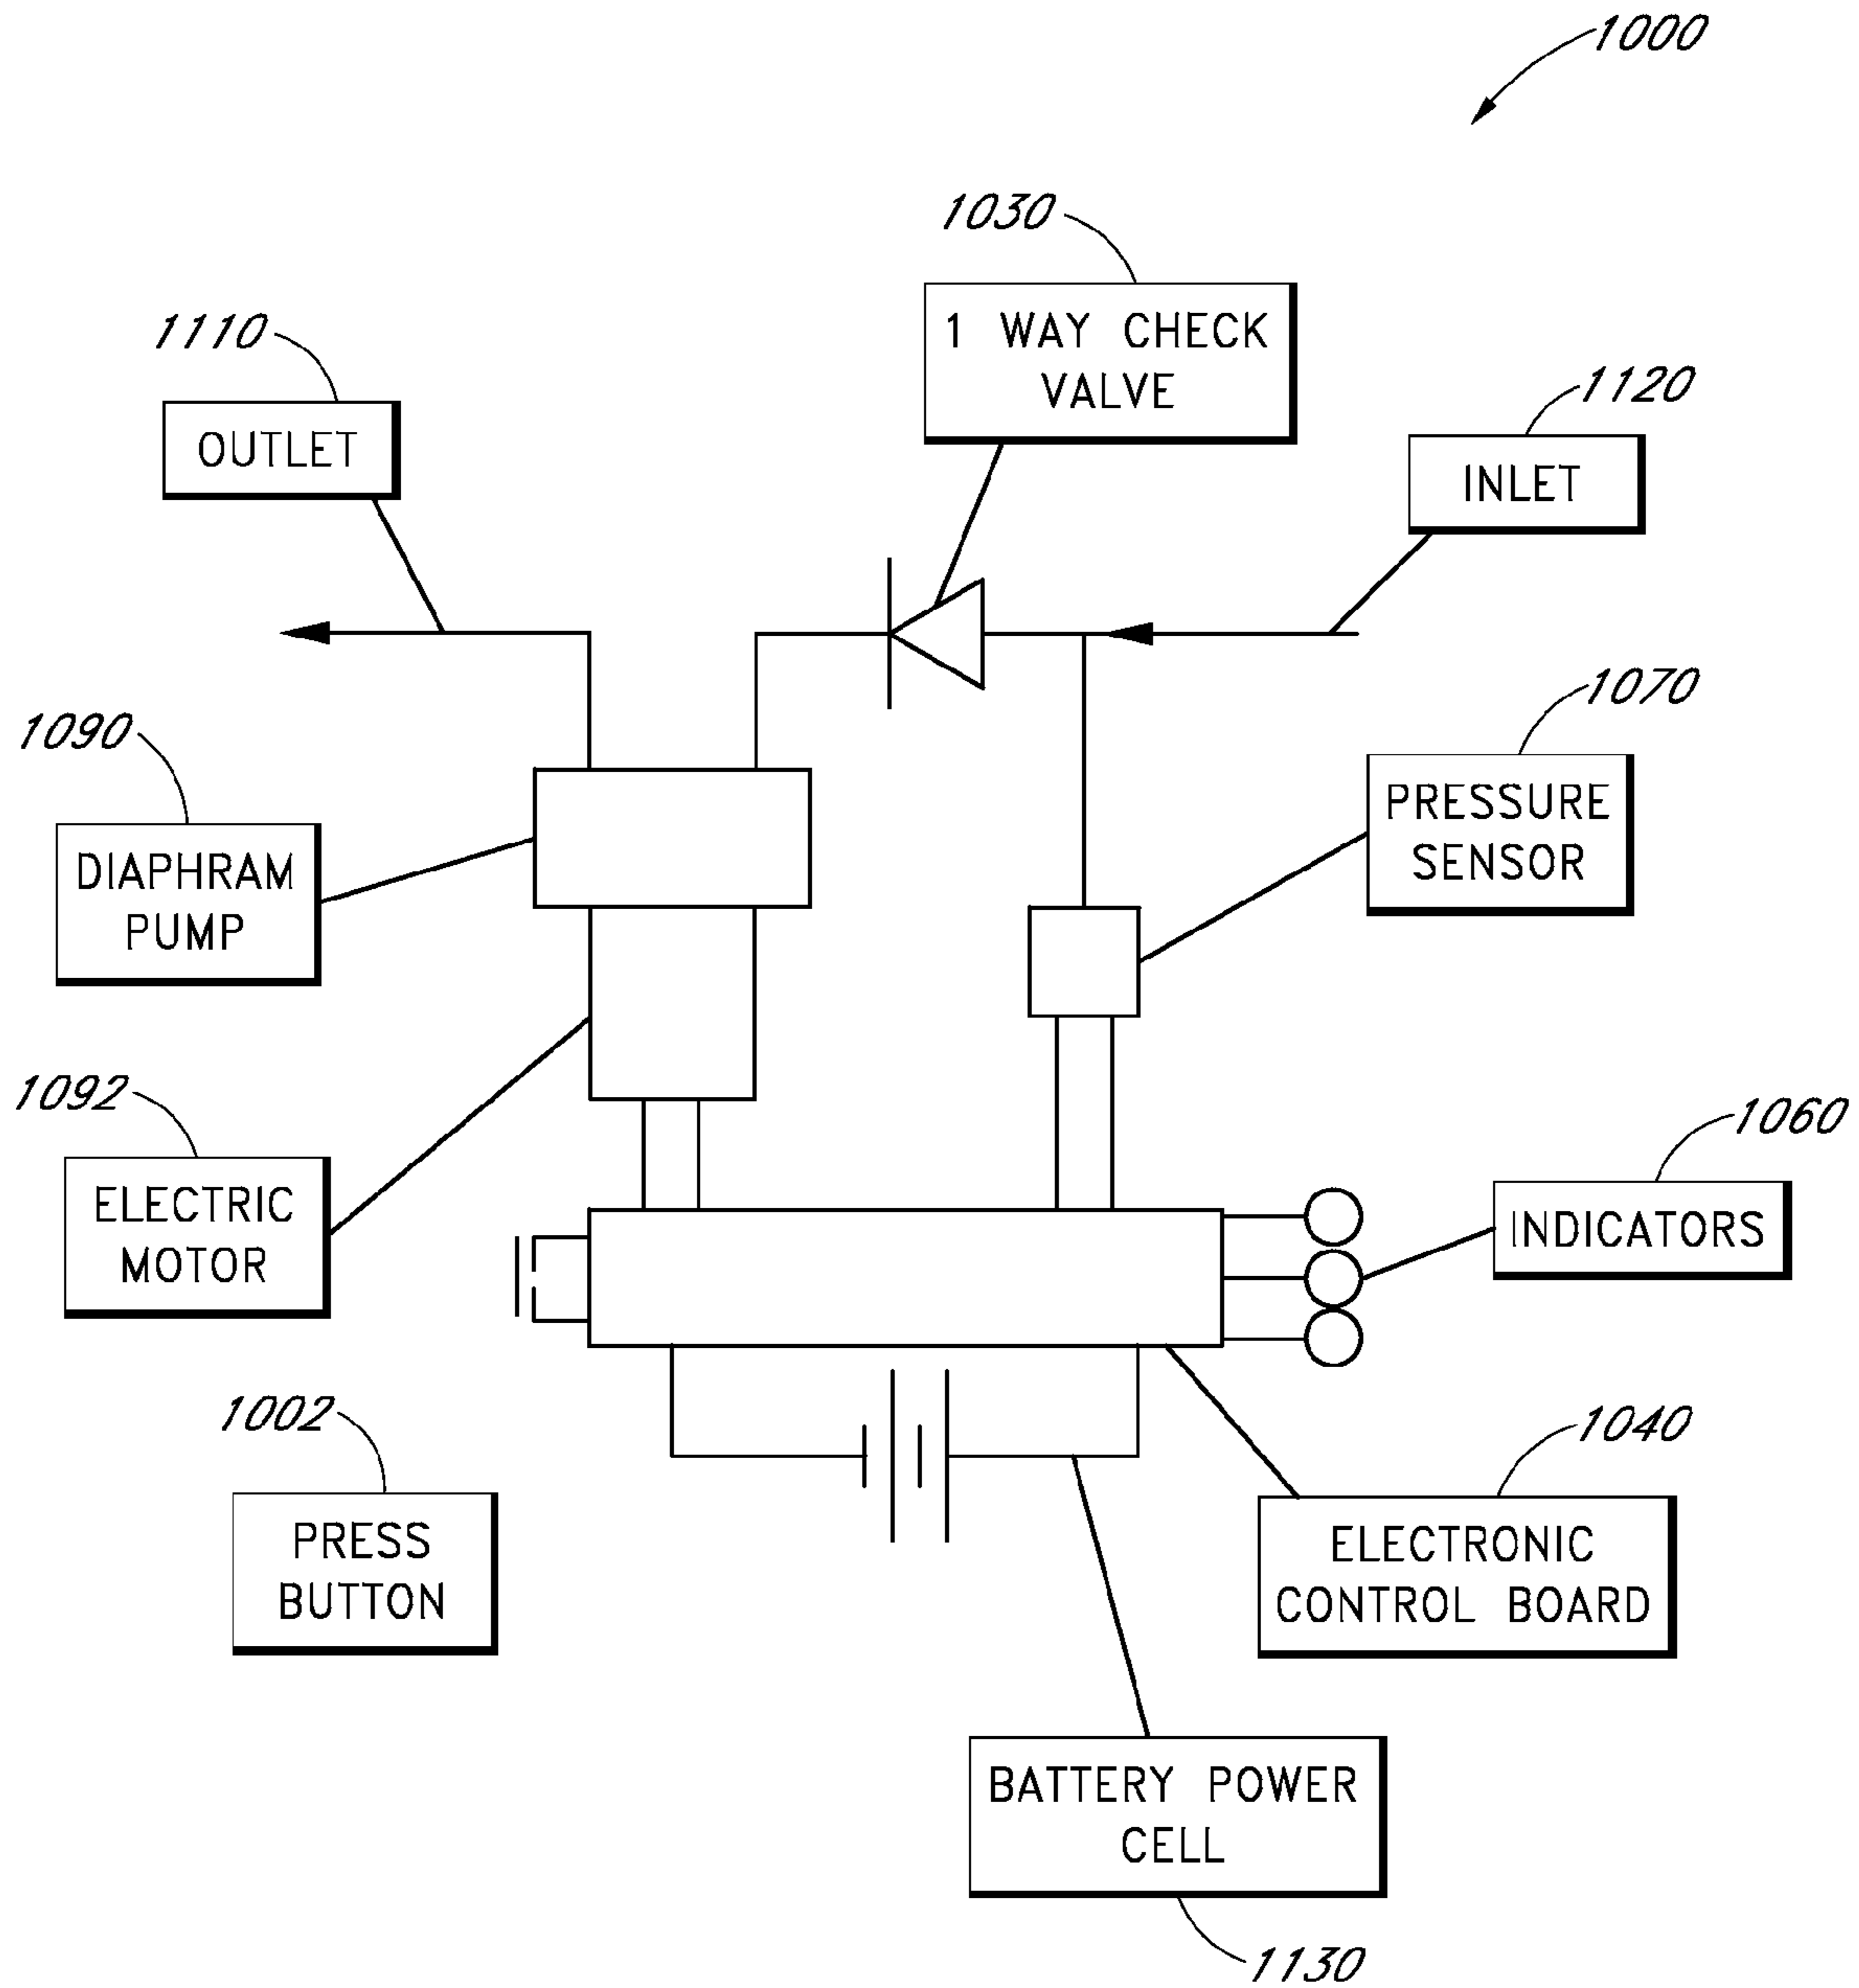 1000
1030
1 WAY CHECK
VALVE
1110
OUTLET
1120
INLET
1070
PRESSURE
SENSOR
1090
DIAPHRAM
PUMP
1092
ELECTRIC
MOTOR
1060
INDICATORS
1002
PRESS
BUTTON
1040
ELECTRONIC
CONTROL BOARD
BATTERY POWER
CELL
1130